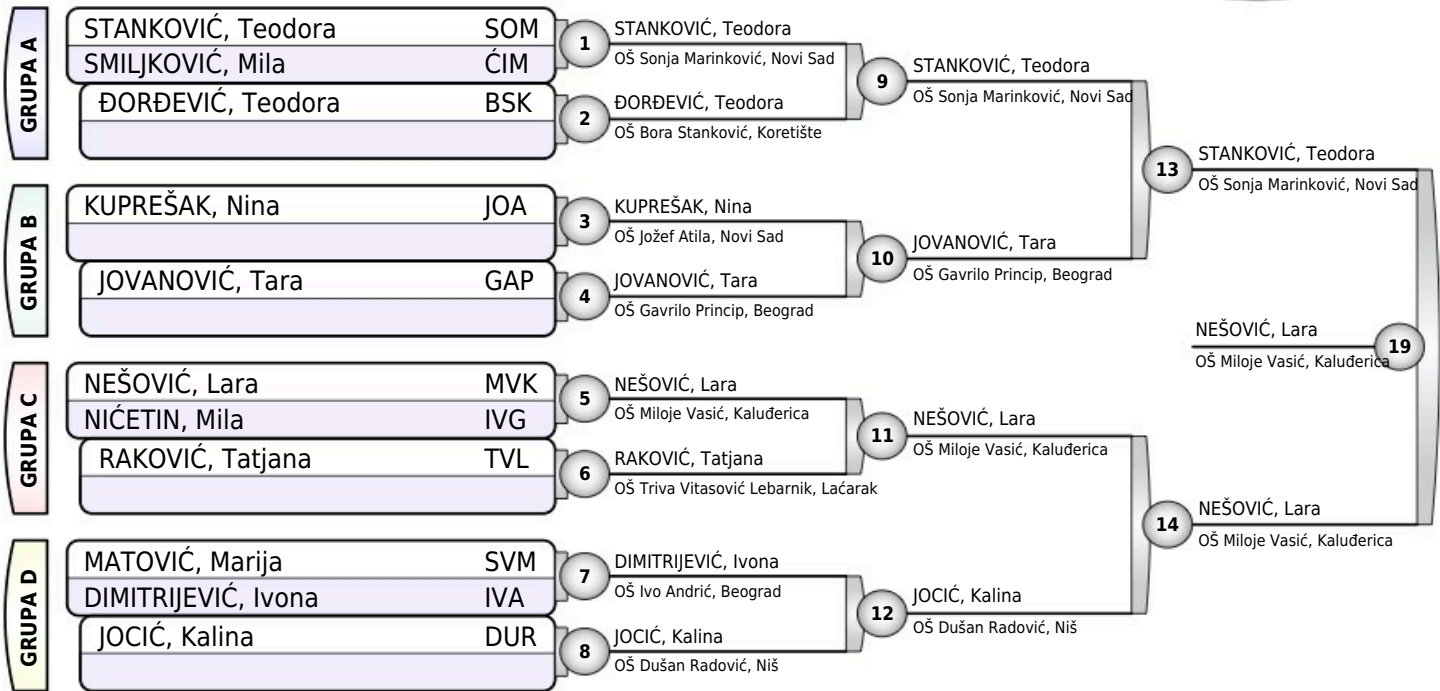 GRUPA A
STANKOVIĆ, Teodora SOM
SMILJKOVIĆ, Mila ĆIM
ĐORĐEVIĆ, Teodora BSK
1
STANKOVIĆ, Teodora
OŠ Sonja Marinković, Novi Sad
2
ĐORĐEVIĆ, Teodora
OŠ Bora Stanković, Koretište
9
STANKOVIĆ, Teodora
OŠ Sonja Marinković, Novi Sad
GRUPA B
KUPREŠAK, Nina JOA
JOVANOVIĆ, Tara GAP
3
KUPREŠAK, Nina
OŠ Jožef Atila, Novi Sad
4
JOVANOVIĆ, Tara
OŠ Gavrilo Princip, Beograd
10
JOVANOVIĆ, Tara
OŠ Gavrilo Princip, Beograd
13
STANKOVIĆ, Teodora
OŠ Sonja Marinković, Novi Sad
GRUPA C
NEŠOVIĆ, Lara MVK
NIĆETIN, Mila IVG
RAKOVIĆ, Tatjana TVL
5
NEŠOVIĆ, Lara
OŠ Miloje Vasić, Kaluđerica
6
RAKOVIĆ, Tatjana
OŠ Triva Vitasović Lebarnik, Laćarak
11
NEŠOVIĆ, Lara
OŠ Miloje Vasić, Kaluđerica
GRUPA D
MATOVIĆ, Marija SVM
DIMITRIJEVIĆ, Ivona IVA
JOCIĆ, Kalina DUR
7
DIMITRIJEVIĆ, Ivona
OŠ Ivo Andrić, Beograd
8
JOCIĆ, Kalina
OŠ Dušan Radović, Niš
12
JOCIĆ, Kalina
OŠ Dušan Radović, Niš
14
NEŠOVIĆ, Lara
OŠ Miloje Vasić, Kaluđerica
NEŠOVIĆ, Lara
OŠ Miloje Vasić, Kaluđerica
19